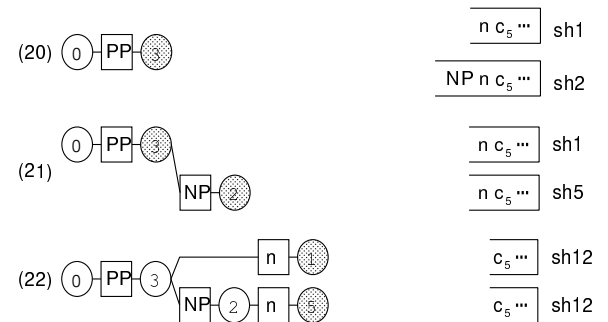 n c₅ ⋯ sh1
(20) 0 PP 3
NP n c₅ ⋯ sh2
0 PP 3 n c₅ ⋯ sh1
(21)
NP 2 n c₅ ⋯ sh5
n 1 c₅ ⋯ sh12
(22) 0 PP 3
NP 2 n 5 c₅ ⋯ sh12